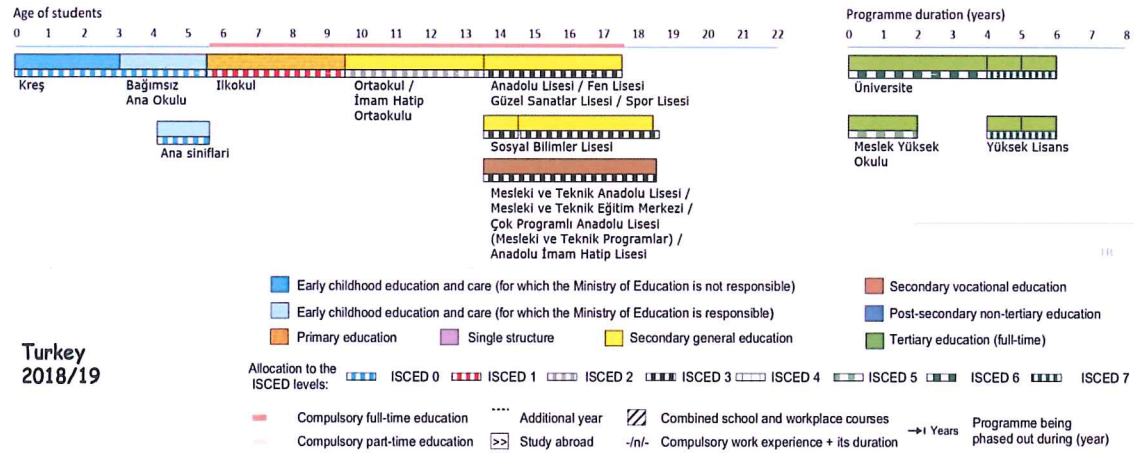 Age of students
Programme duration (years)
0 1 2 3 4 5 6 7 8 9 10 11 12 13 14 15 16 17 18 19 20 21 22
0 1 2 3 4 5 6 7 8
Kreş
Bağımsız
Ana Okulu
Ilkokul
Ortaokul /
İmam Hatip
Ortaokulu
Anadolu Lisesi / Fen Lisesi
Güzel Sanatlar Lisesi / Spor Lisesi
Üniversite
Ana siniflari
Sosyal Bilimler Lisesi
Meslek Yüksek
Okulu
Yüksek Lisans
Mesleki ve Teknik Anadolu Lisesi /
Mesleki ve Teknik Eğitim Merkezi /
Çok Programlı Anadolu Lisesi
(Mesleki ve Teknik Programlar) /
Anadolu İmam Hatip Lisesi
TR
Early childhood education and care (for which the Ministry of Education is not responsible)
Secondary vocational education
Early childhood education and care (for which the Ministry of Education is responsible)
Post-secondary non-tertiary education
Primary education
Single structure
Secondary general education
Tertiary education (full-time)
Turkey
2018/19
Allocation to the
ISCED levels:
ISCED 0
ISCED 1
ISCED 2
ISCED 3
ISCED 4
ISCED 5
ISCED 6
ISCED 7
Compulsory full-time education
Additional year
Combined school and workplace courses
Years
Programme being
phased out during (year)
Compulsory part-time education
>> Study abroad
-/n/- Compulsory work experience + its duration